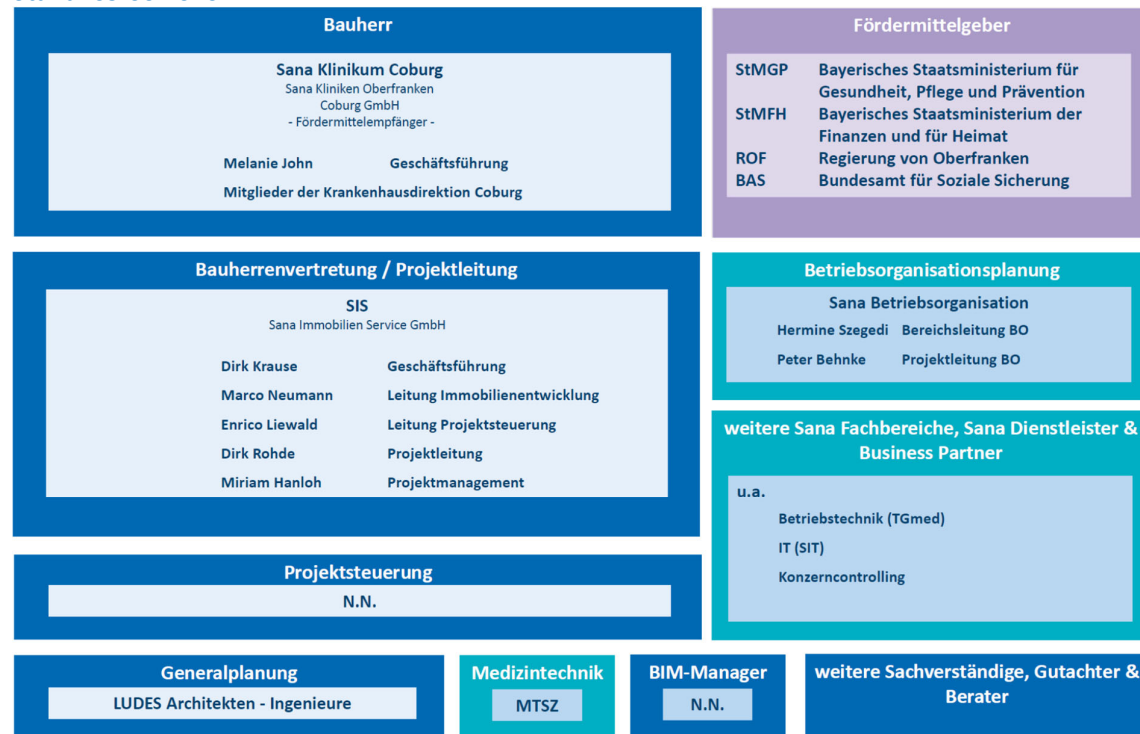 Bauherr
Sana Klinikum Coburg
Sana Kliniken Oberfranken
Coburg GmbH
- Fördermittelempfänger -
Melanie John Geschäftsführung
Mitglieder der Krankenhausdirektion Coburg
Fördermittelgeber
StMGP Bayerisches Staatsministerium für
Gesundheit, Pflege und Prävention
StMFH Bayerisches Staatsministerium der
Finanzen und für Heimat
ROF Regierung von Oberfranken
BAS Bundesamt für Soziale Sicherung
Bauherrenvertretung / Projektleitung
SIS
Sana Immobilien Service GmbH
Dirk Krause Geschäftsführung
Marco Neumann Leitung Immobilienentwicklung
Enrico Liewald Leitung Projektsteuerung
Dirk Rohde Projektleitung
Miriam Hanloh Projektmanagement
Betriebsorganisationsplanung
Sana Betriebsorganisation
Hermine Szegedi Bereichsleitung BO
Peter Behnke Projektleitung BO
weitere Sana Fachbereiche, Sana Dienstleister &
Business Partner
u.a.
Betriebstechnik (TGmed)
IT (SIT)
Konzerncontrolling
Projektsteuerung
N.N.
Generalplanung
LUDES Architekten - Ingenieure
Medizintechnik
MTSZ
BIM-Manager
N.N.
weitere Sachverständige, Gutachter &
Berater